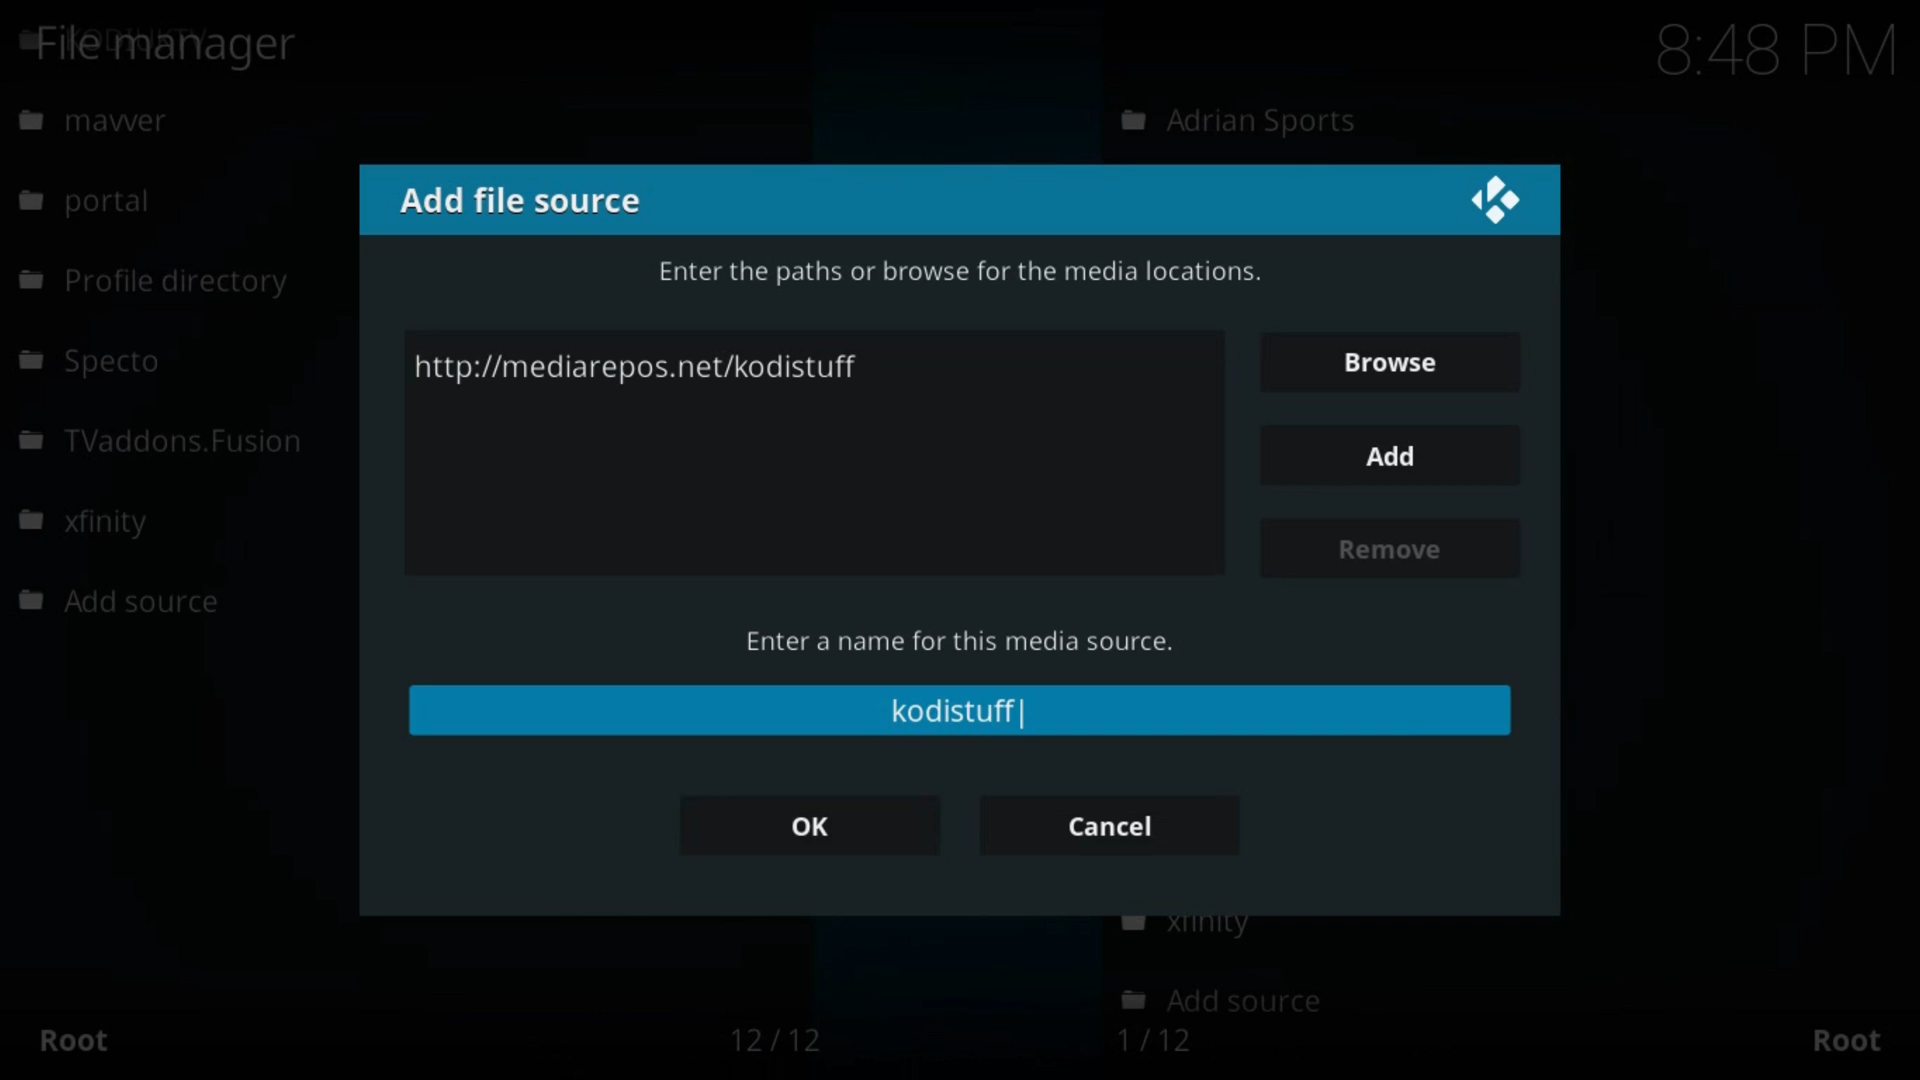 File manager
KODIUKTV
8:48 PM
mavver
portal
Profile directory
Specto
TVaddons.Fusion
xfinity
Add source
Adrian Sports
Add file source
Enter the paths or browse for the media locations.
http://mediarepos.net/kodistuff
Browse
Add
Remove
Enter a name for this media source.
kodistuff
OK
Cancel
xfinity
Add source
Root
12 / 12
1 / 12
Root